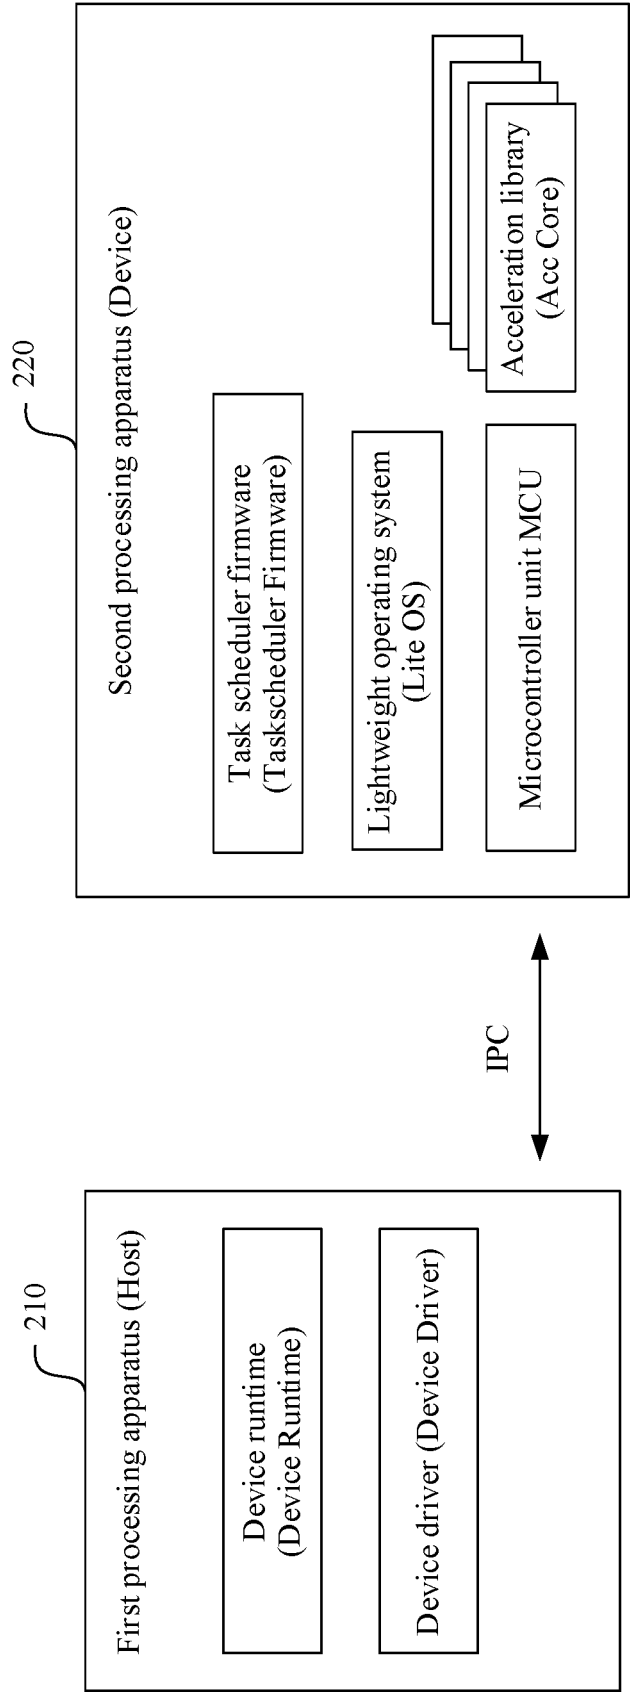 210
First processing apparatus (Host)
Device runtime
(Device Runtime)
Device driver (Device Driver)
IPC
220
Second processing apparatus (Device)
Task scheduler firmware
(Taskscheduler Firmware)
Lightweight operating system
(Lite OS)
Microcontroller unit MCU
Acceleration library
(Acc Core)